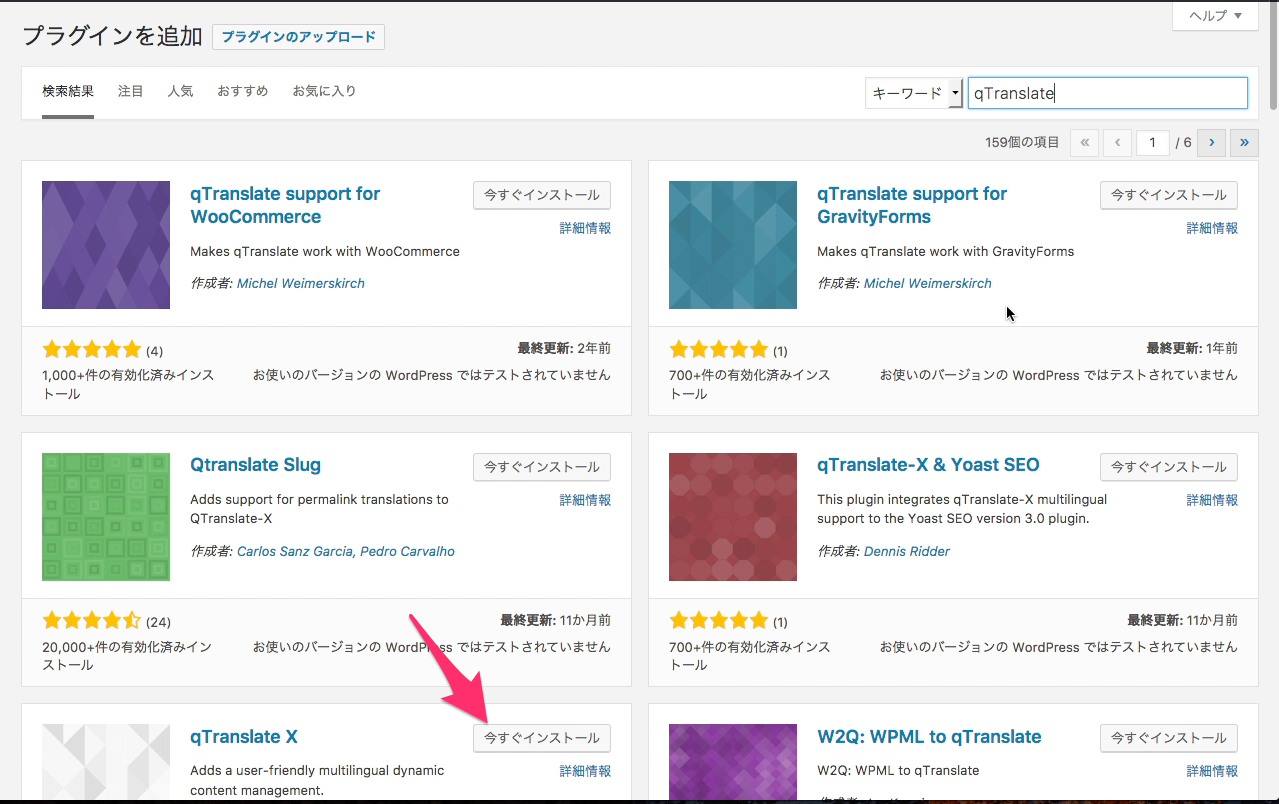 ヘルプ ▼
プラグインを追加 プラグインのアップロード
検索結果 注目 人気 おすすめ お気に入り キーワード qTranslate
159個の項目 « ‹ 1 / 6 › »
qTranslate support for
WooCommerce
今すぐインストール
詳細情報
Makes qTranslate work with WooCommerce
作成者: Michel Weimerskirch
(4)
最終更新: 2年前
1,000+件の有効化済みインス
トール
お使いのバージョンの WordPress ではテストされていません
qTranslate support for
GravityForms
今すぐインストール
詳細情報
Makes qTranslate work with GravityForms
作成者: Michel Weimerskirch
(1)
最終更新: 1年前
700+件の有効化済みインス
トール
お使いのバージョンの WordPress ではテストされていません
Qtranslate Slug
今すぐインストール
詳細情報
Adds support for permalink translations to
QTranslate-X
作成者: Carlos Sanz Garcia, Pedro Carvalho
(24)
最終更新: 11か月前
20,000+件の有効化済みイン
ストール
お使いのバージョンの WordPress ではテストされていません
qTranslate-X & Yoast SEO
今すぐインストール
詳細情報
This plugin integrates qTranslate-X multilingual
support to the Yoast SEO version 3.0 plugin.
作成者: Dennis Ridder
(1)
最終更新: 11か月前
700+件の有効化済みインス
トール
お使いのバージョンの WordPress ではテストされていません
qTranslate X
今すぐインストール
詳細情報
Adds a user-friendly multilingual dynamic
content management.
W2Q: WPML to qTranslate
今すぐインストール
詳細情報
W2Q: WPML to qTranslate